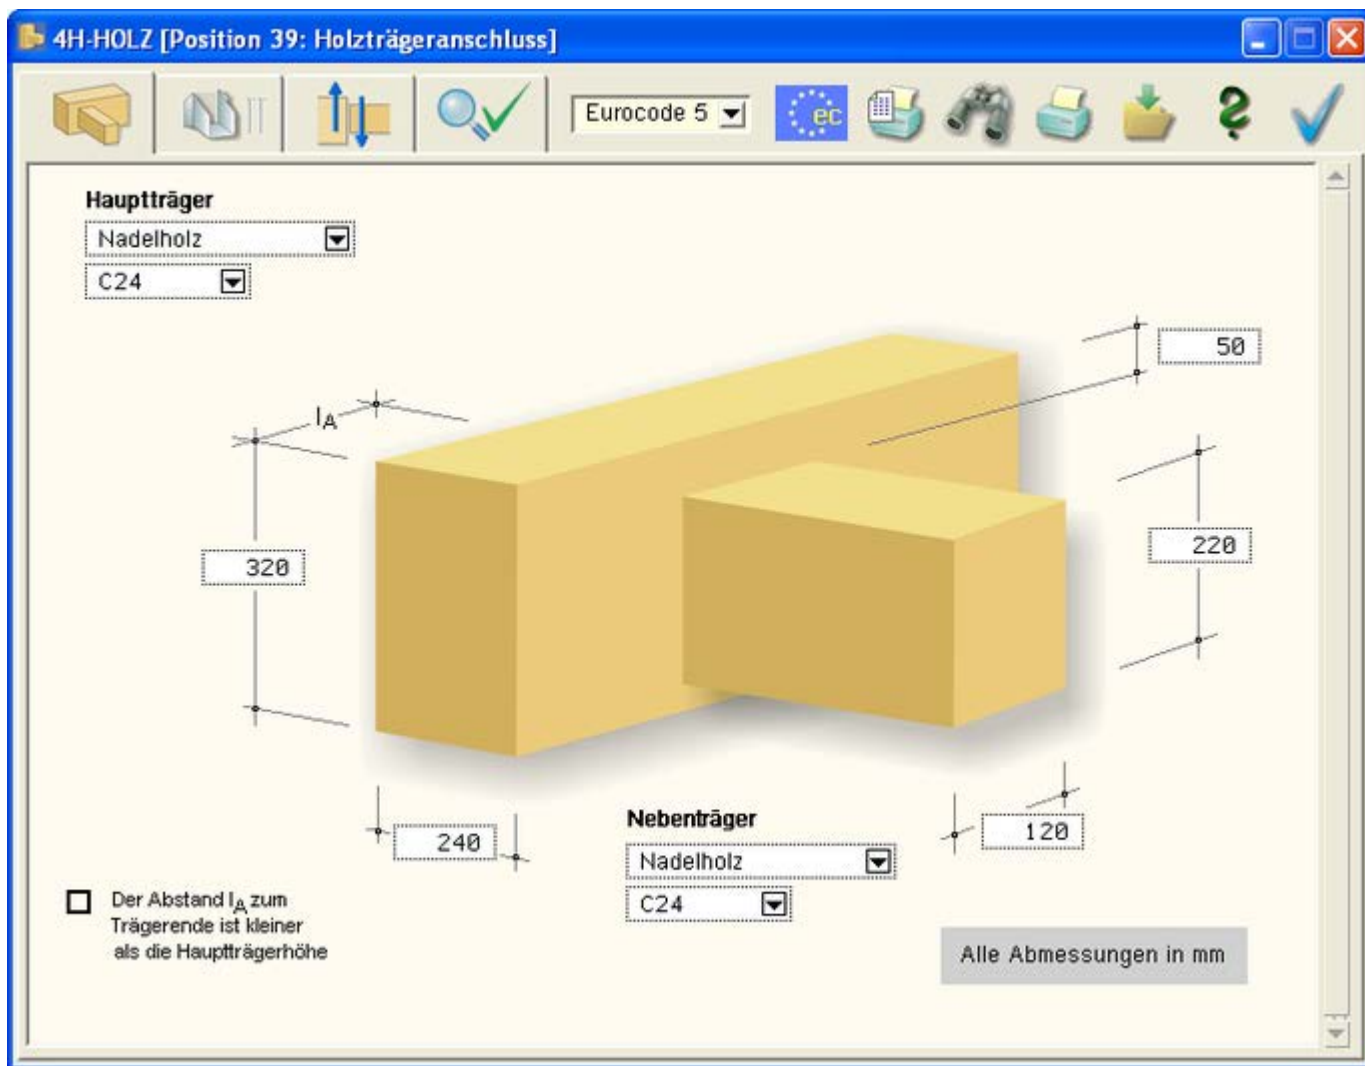 4H-HOLZ [Position 39: Holzträgeranschluss]
Eurocode 5
ec
Hauptträger
Nadelholz
C24
50
lA
320
220
240
Nebenträger
120
Nadelholz
C24
Der Abstand lA zum
Trägerende ist kleiner
als die Hauptträgerhöhe
Alle Abmessungen in mm